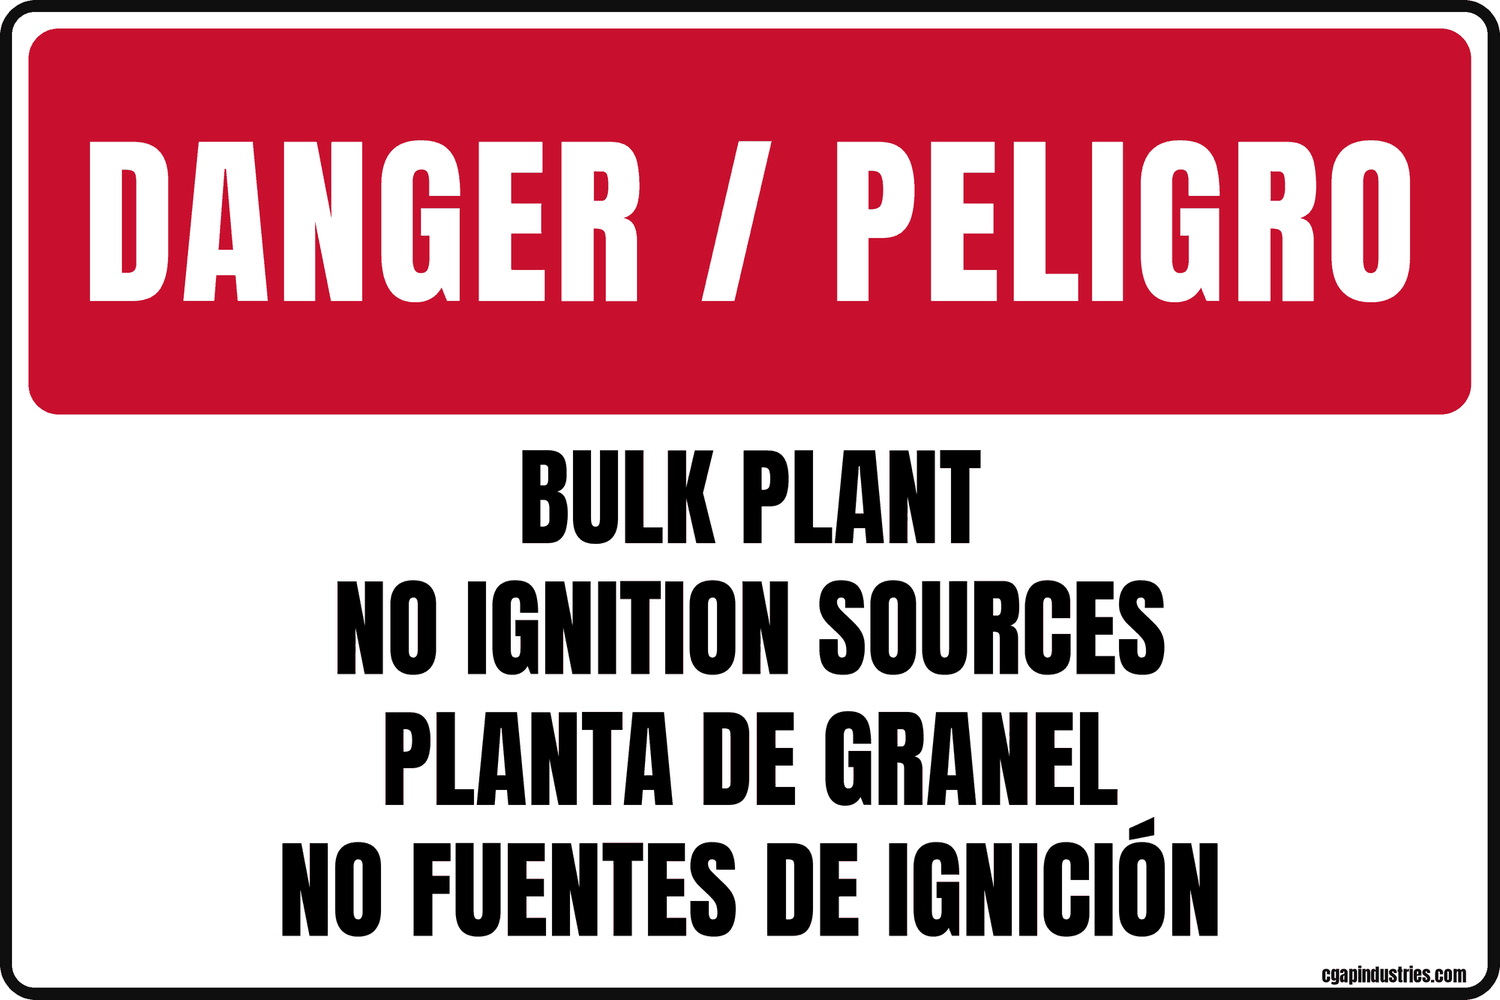 DANGER / PELIGRO
BULK PLANT
NO IGNITION SOURCES
PLANTA DE GRANEL
NO FUENTES DE IGNICIÓN
cgapindustries.com